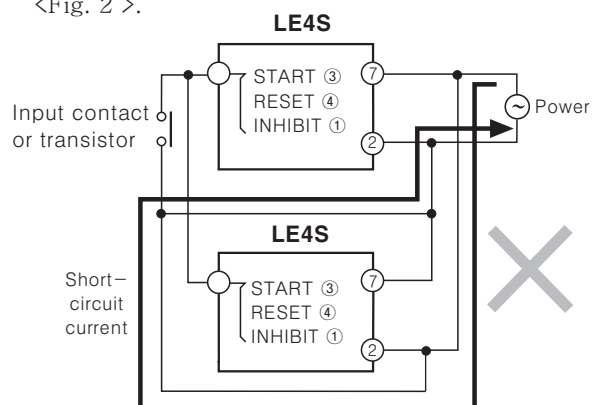 <Fig. 2 >.
LE4S
START ③
RESET ④
INHIBIT ①
⑦
②
Input contact
or transistor
~
Power
LE4S
START ③
RESET ④
INHIBIT ①
⑦
②
Short-
circuit
current